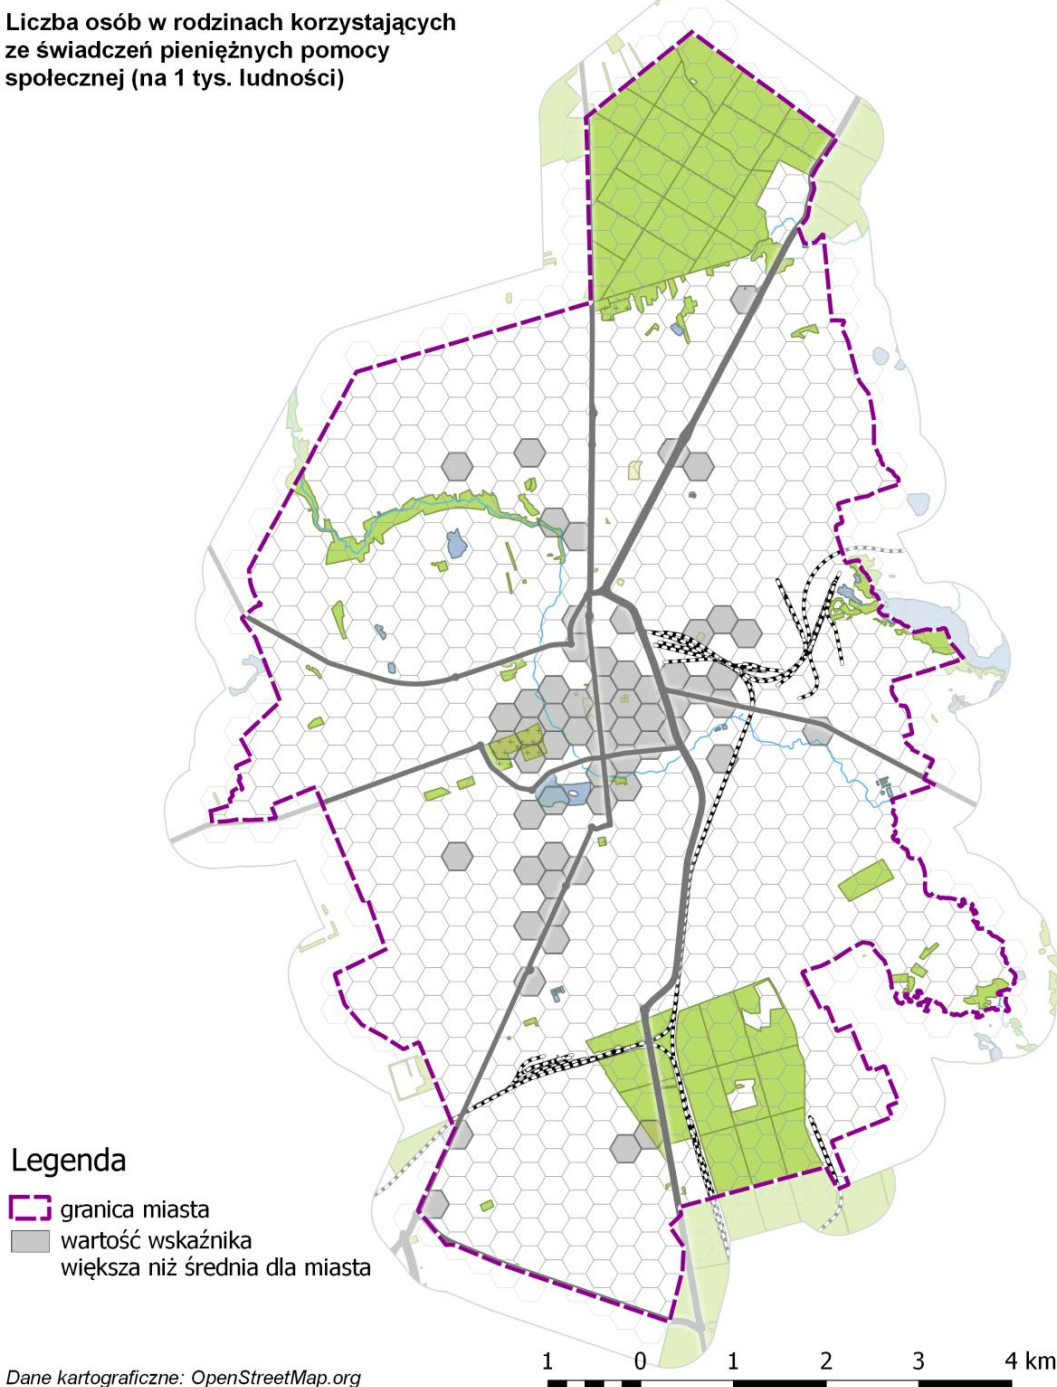 Liczba osób w rodzinach korzystających
ze świadczeń pieniężnych pomocy
społecznej (na 1 tys. ludności)
Legenda
granica miasta
wartość wskaźnika
większa niż średnia dla miasta
Dane kartograficzne: OpenStreetMap.org
1 0 1 2 3 4 km